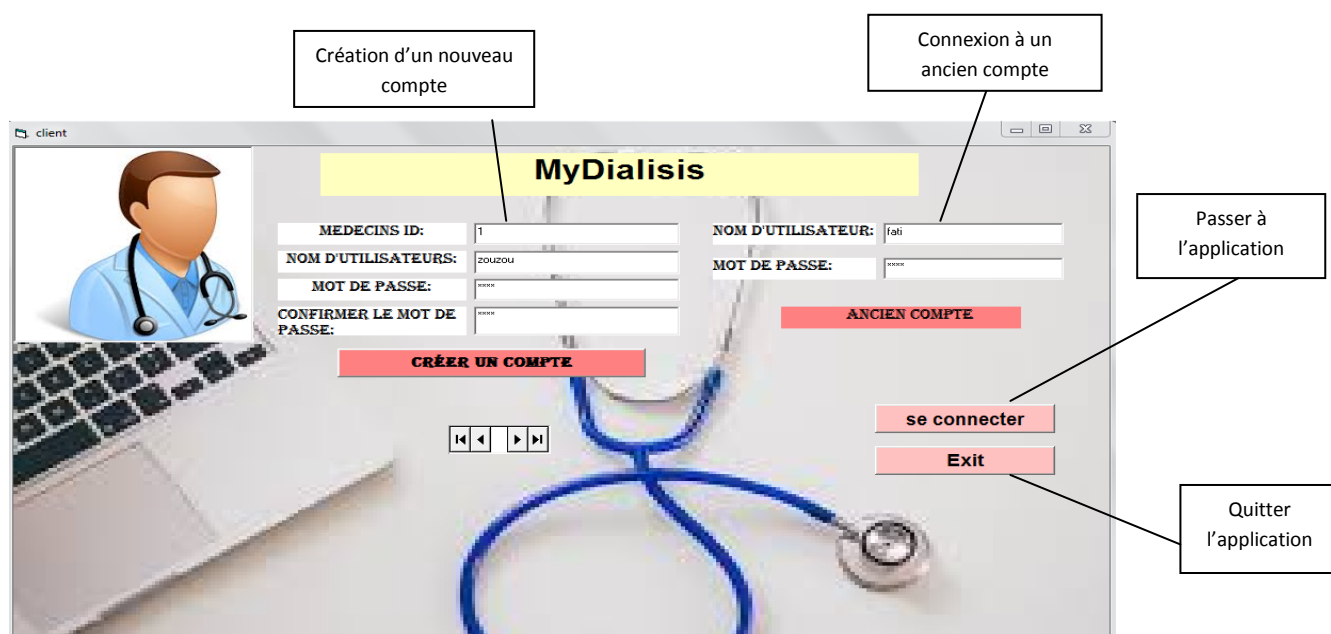 Création d'un nouveau
compte
Connexion à un
ancien compte
client
MyDialisis
MEDECINS ID:
1
NOM D'UTILISATEURS:
zouzou
MOT DE PASSE:
****
CONFIRMER LE MOT DE
PASSE:
****
CRÉER UN COMPTE
NOM D'UTILISATEUR:
fati
MOT DE PASSE:
****
ANCIEN COMPTE
se connecter
Exit
Passer à
l'application
Quitter
l'application